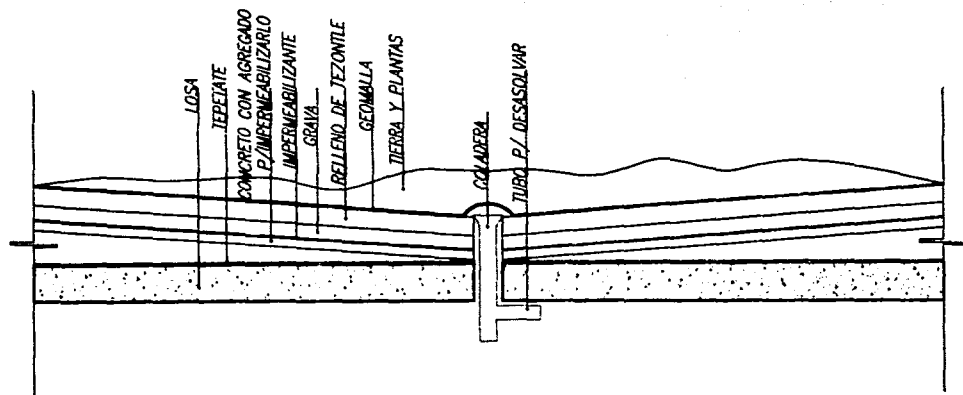 LOSA
TEPETATE
CONCRETO CON AGREGADO
P/IMPERMEABILIZARLO
IMPERMEABILIZANTE
GRAVA
RELLENO DE TEZONTLE
GEOMALLA
TIERRA Y PLANTAS
COLADERA
TUBO P/ DESASOLVAR